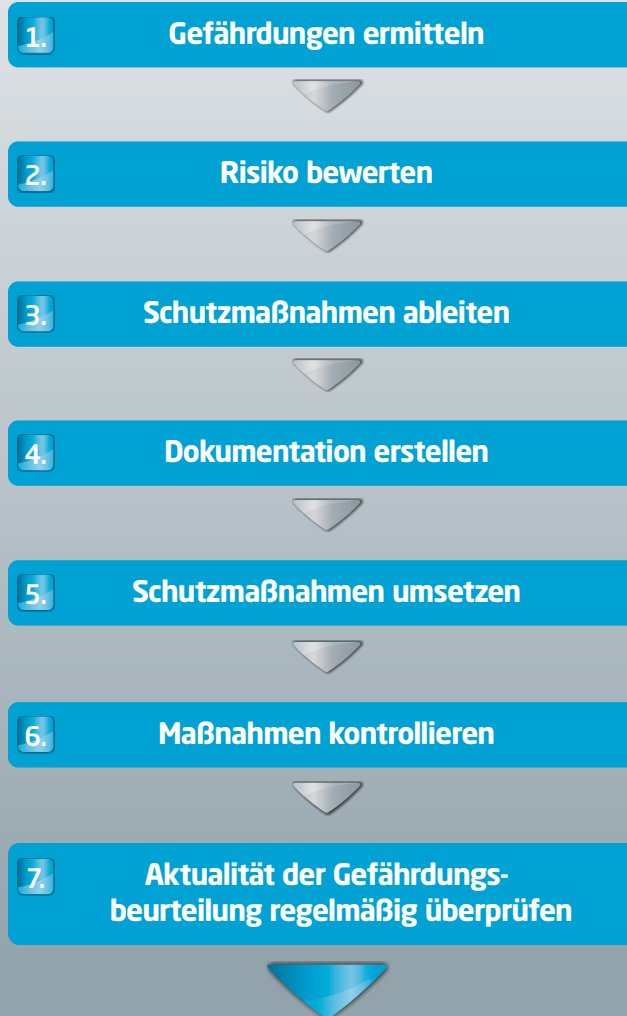 1. Gefährdungen ermitteln
2. Risiko bewerten
3. Schutzmaßnahmen ableiten
4. Dokumentation erstellen
5. Schutzmaßnahmen umsetzen
6. Maßnahmen kontrollieren
7. Aktualität der Gefährdungs-
beurteilung regelmäßig überprüfen